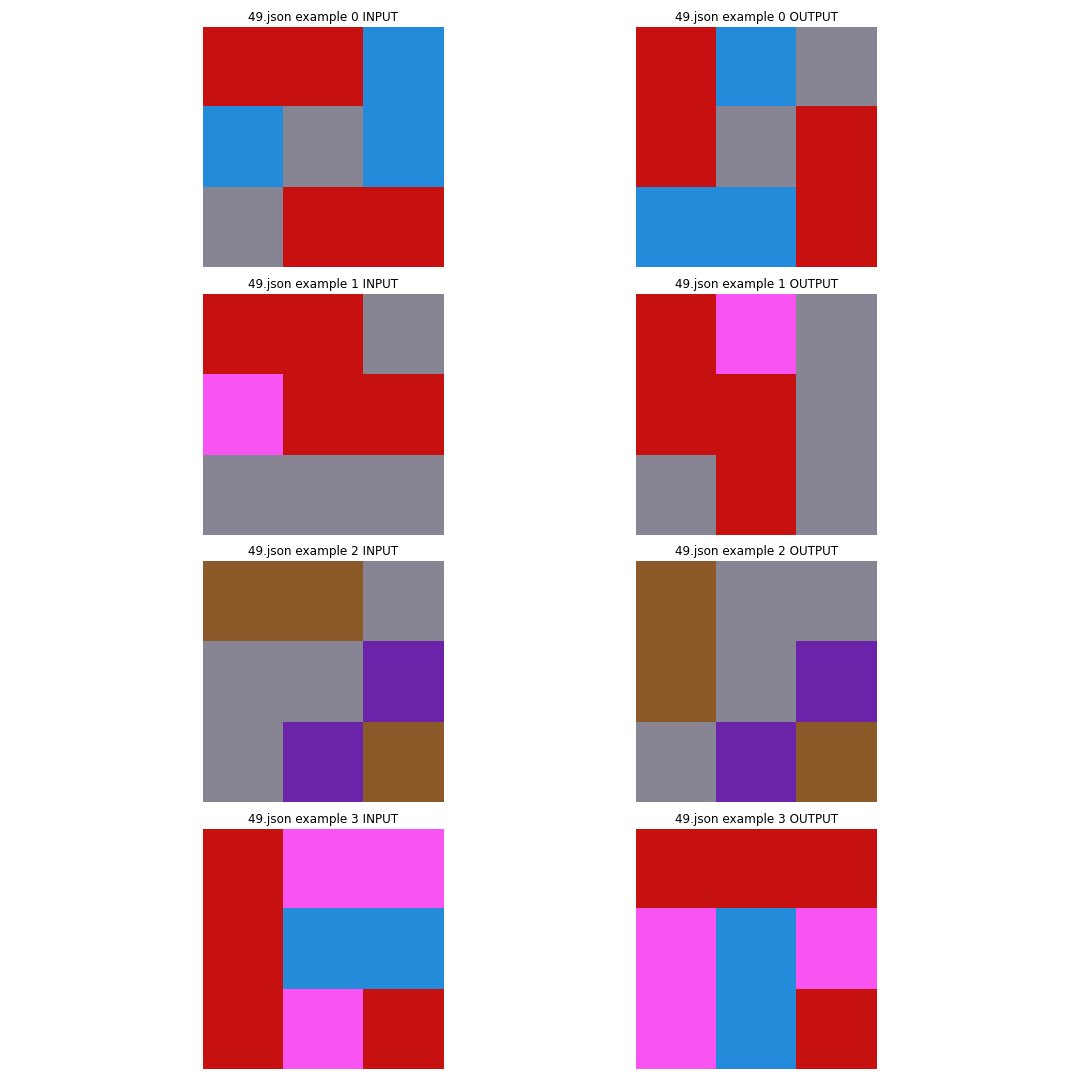 49.json example 0 INPUT
49.json example 0 OUTPUT
49.json example 1 INPUT
49.json example 1 OUTPUT
49.json example 2 INPUT
49.json example 2 OUTPUT
49.json example 3 INPUT
49.json example 3 OUTPUT